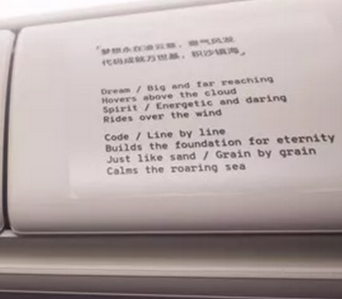 「梦想永在凌云意，意气风发
代码成就万世基，积沙镇海」
Dream / Big and far reaching
Hovers above the cloud
Spirit / Energetic and daring
Rides over the wind
Code / Line by line
Builds the foundation for eternity
Just like sand / Grain by grain
Calms the roaring sea